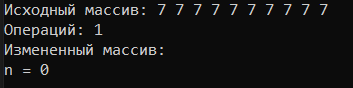 Исходный массив: 7 7 7 7 7 7 7 7 7 7
Операций: 1
Измененный массив:
n = 0